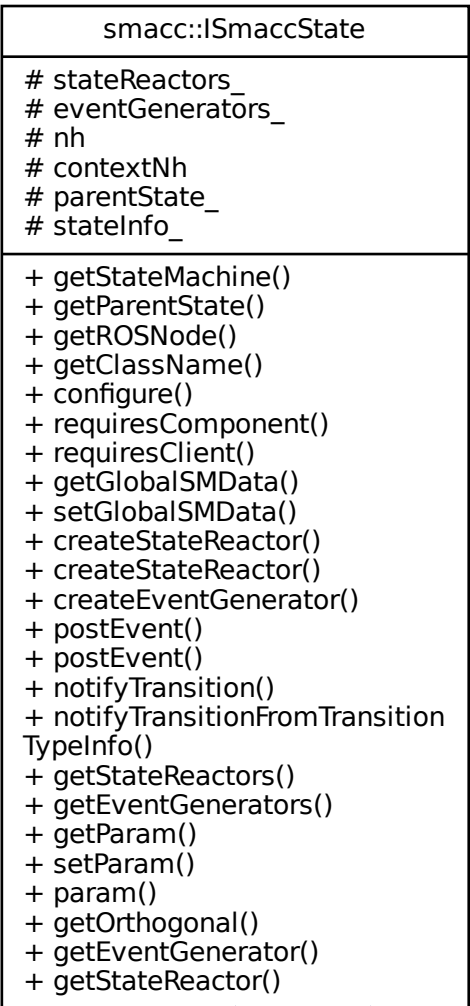 smacc::ISmaccState
# stateReactors_
# eventGenerators_
# nh
# contextNh
# parentState_
# stateInfo_
+ getStateMachine()
+ getParentState()
+ getROSNode()
+ getClassName()
+ configure()
+ requiresComponent()
+ requiresClient()
+ getGlobalSMData()
+ setGlobalSMData()
+ createStateReactor()
+ createStateReactor()
+ createEventGenerator()
+ postEvent()
+ postEvent()
+ notifyTransition()
+ notifyTransitionFromTransition
TypeInfo()
+ getStateReactors()
+ getEventGenerators()
+ getParam()
+ setParam()
+ param()
+ getOrthogonal()
+ getEventGenerator()
+ getStateReactor()